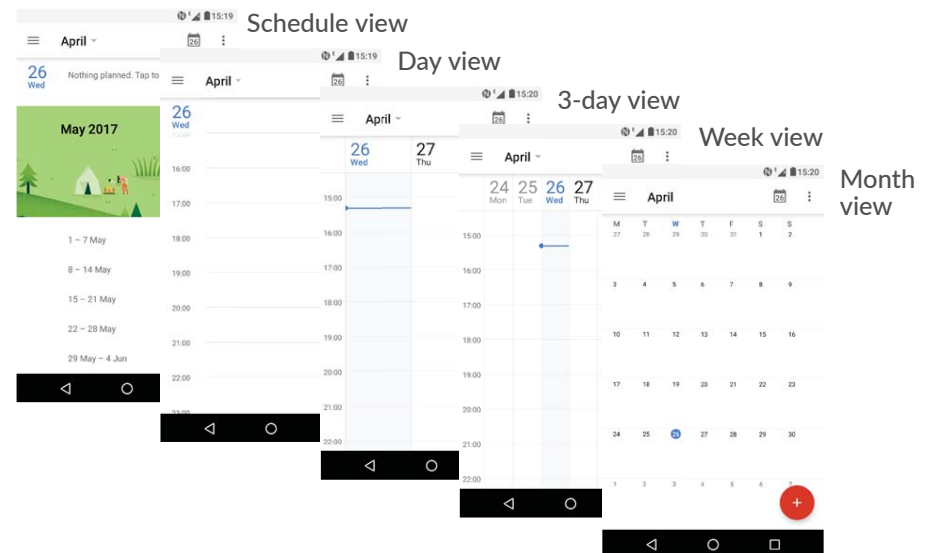 15:19
Schedule view
April
26
26
Wed
Nothing planned. Tap to
May 2017
1 – 7 May
8 – 14 May
15 – 21 May
22 – 28 May
29 May – 4 Jun
15:19
Day view
April
26
26
Wed
16:00
17:00
18:00
19:00
20:00
21:00
22:00
23:00
15:20
3-day view
April
26
26 27
Wed Thu
15:00
16:00
17:00
18:00
19:00
20:00
21:00
22:00
15:20
Week view
April
26
24 25 26 27
Mon Tue Wed Thu
15:00
16:00
17:00
18:00
19:00
20:00
21:00
22:00
15:20
Month
view
April
26
M T W T F S S
27 28 29 30 31 1 2
3 4 5 6 7 8 9
10 11 12 13 14 15 16
17 18 19 20 21 22 23
24 25 26 27 28 29 30
1 2 3 4 5 6 7
+